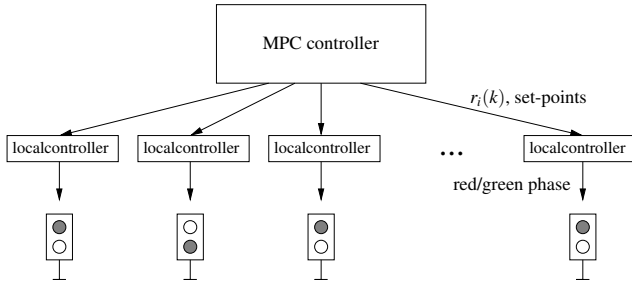 MPC controller
r_i(k), set-points
localcontroller localcontroller localcontroller ... localcontroller
red/green phase